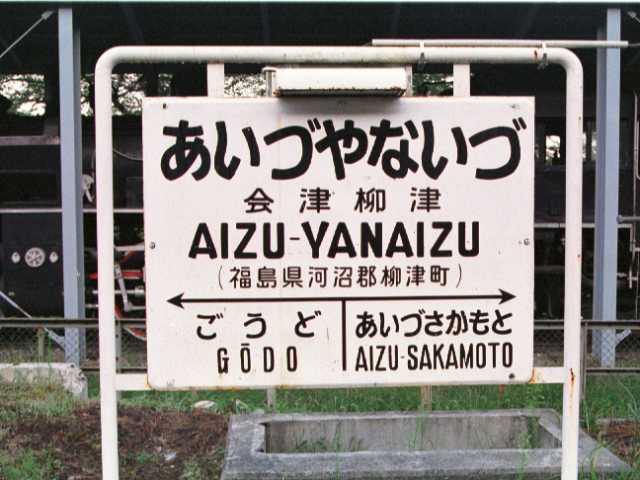 あいづやないづ
会津柳津
AIZU-YANAIZU
(福島県河沼郡柳津町)
ごうど
GŌDO
あいづさかもと
AIZU-SAKAMOTO